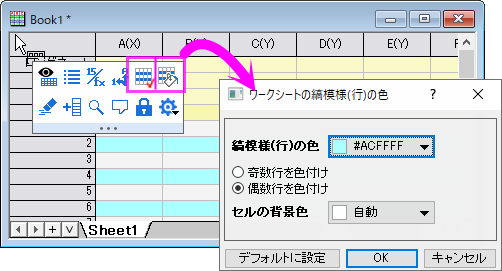 Book1 *
A(X) C(Y) D(Y) E(Y)
15/fx
2
3
4
5
6
7
Sheet1
ワークシートの縞模様(行)の色 ? ×
縞模様(行)の色 #ACFFFF
奇数行を色付け
偶数行を色付け
セルの背景色 自動
デフォルトに設定 OK キャンセル